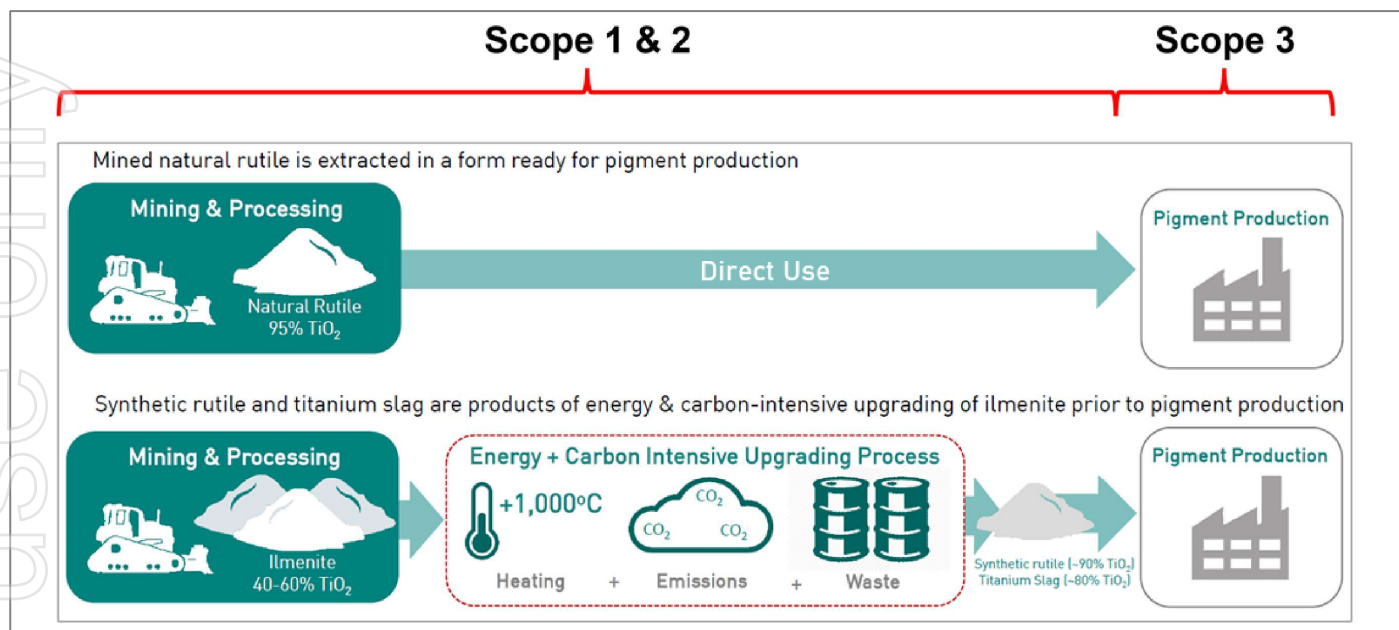 Scope 1 & 2
Scope 3
Mined natural rutile is extracted in a form ready for pigment production
Mining & Processing
Natural Rutile
95% TiO₂
Direct Use
Pigment Production
Synthetic rutile and titanium slag are products of energy & carbon-intensive upgrading of ilmenite prior to pigment production
Mining & Processing
Ilmenite
40-60% TiO₂
Energy + Carbon Intensive Upgrading Process
+1,000ºC
CO₂
CO₂
CO₂
Heating + Emissions + Waste
Synthetic rutile (~90% TiO₂)
Titanium Slag (~80% TiO₂)
Pigment Production
use only